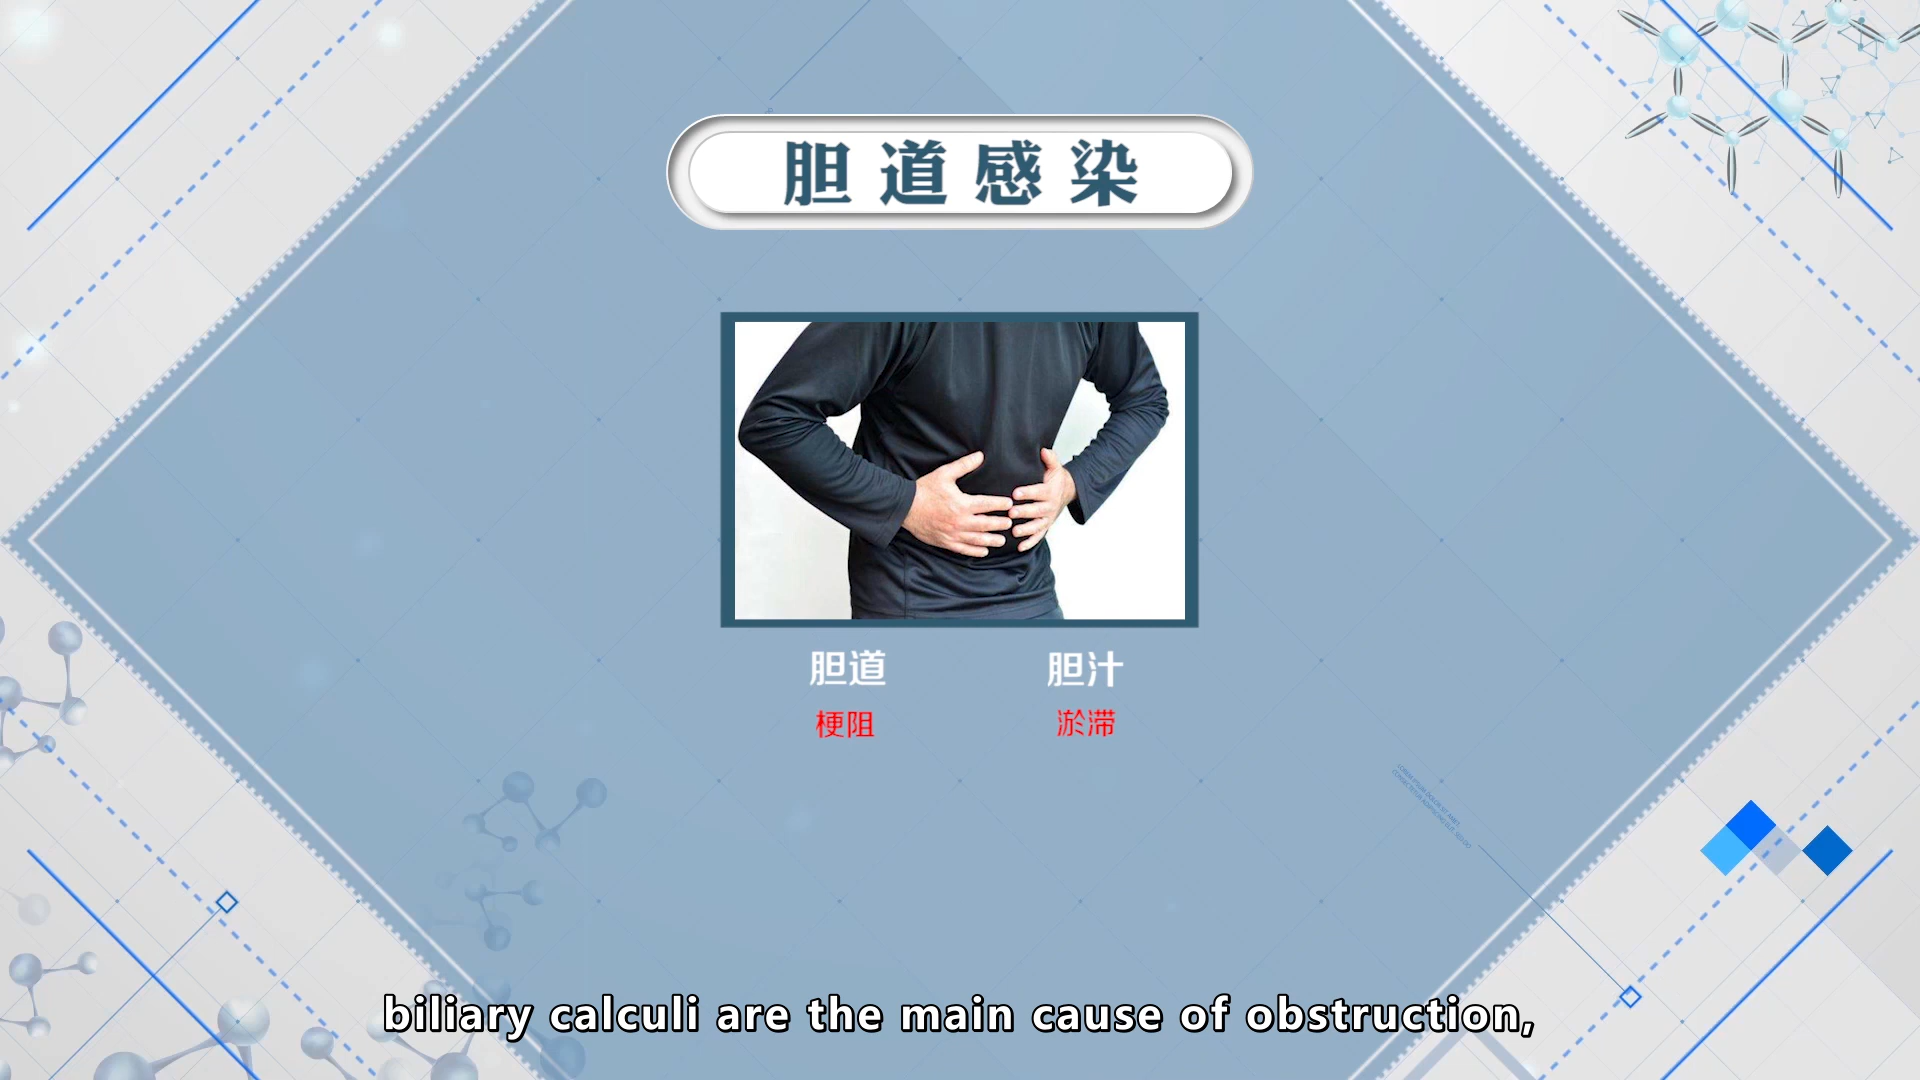 胆道感染
胆道 胆汁
梗阻 淤滞
biliary calculi are the main cause of obstruction,